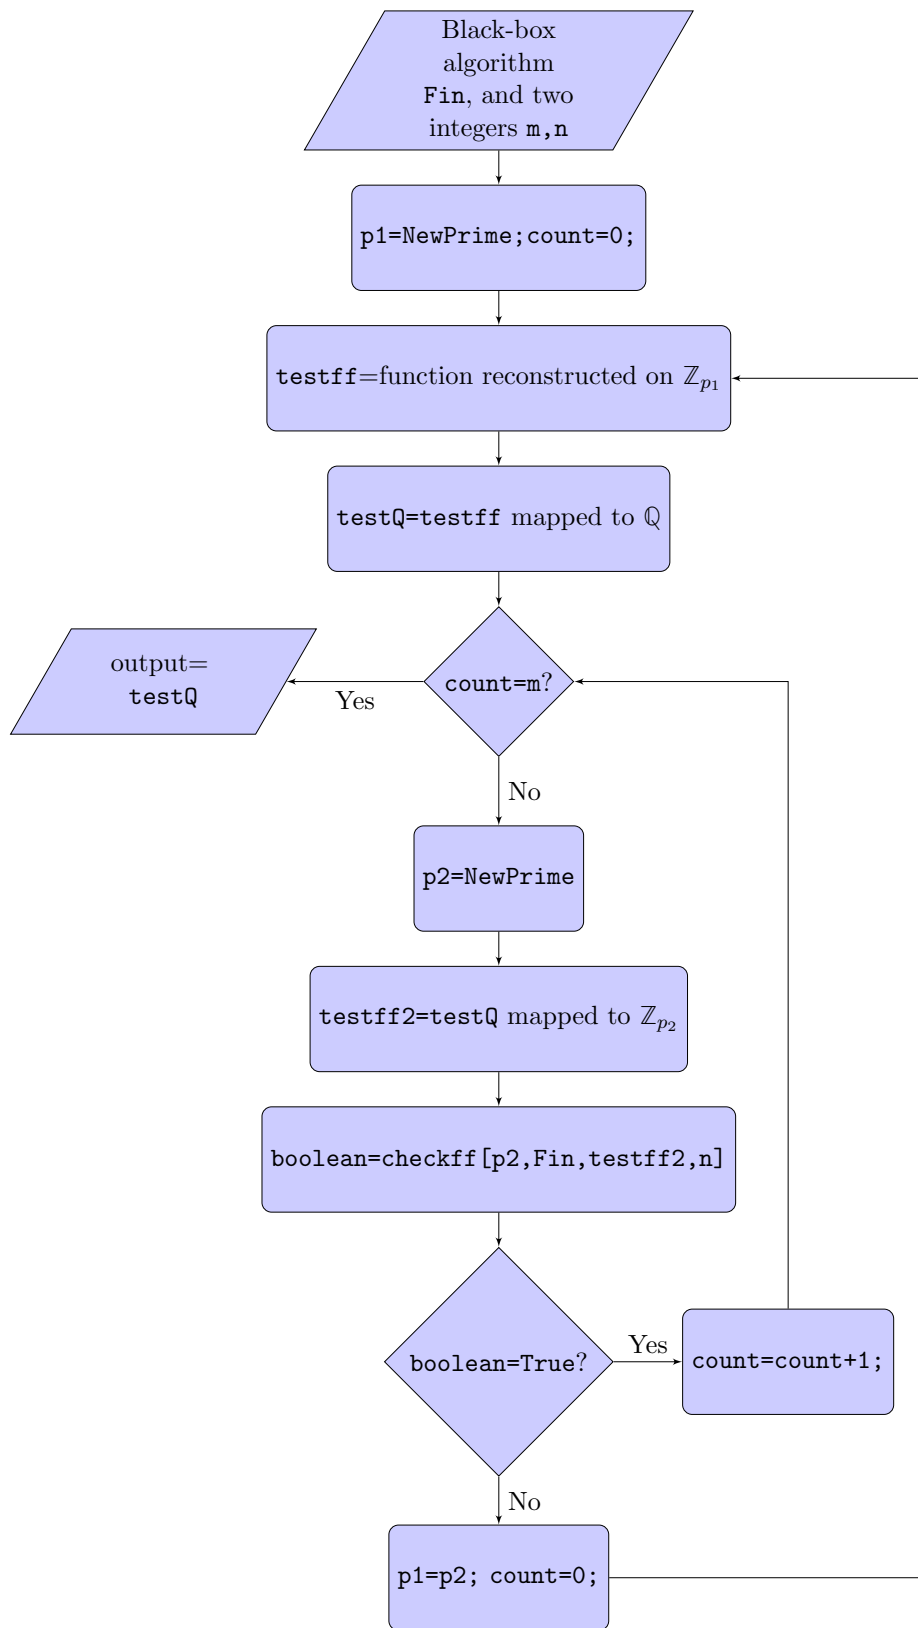 Black-box
algorithm
Fin, and two
integers m,n
p1=NewPrime;count=0;
testff=function reconstructed on ℤ_{p_1}
testQ=testff mapped to ℚ
count=m?
Yes
output=
testQ
No
p2=NewPrime
testff2=testQ mapped to ℤ_{p_2}
boolean=checkff[p2,Fin,testff2,n]
boolean=True?
Yes
count=count+1;
No
p1=p2; count=0;